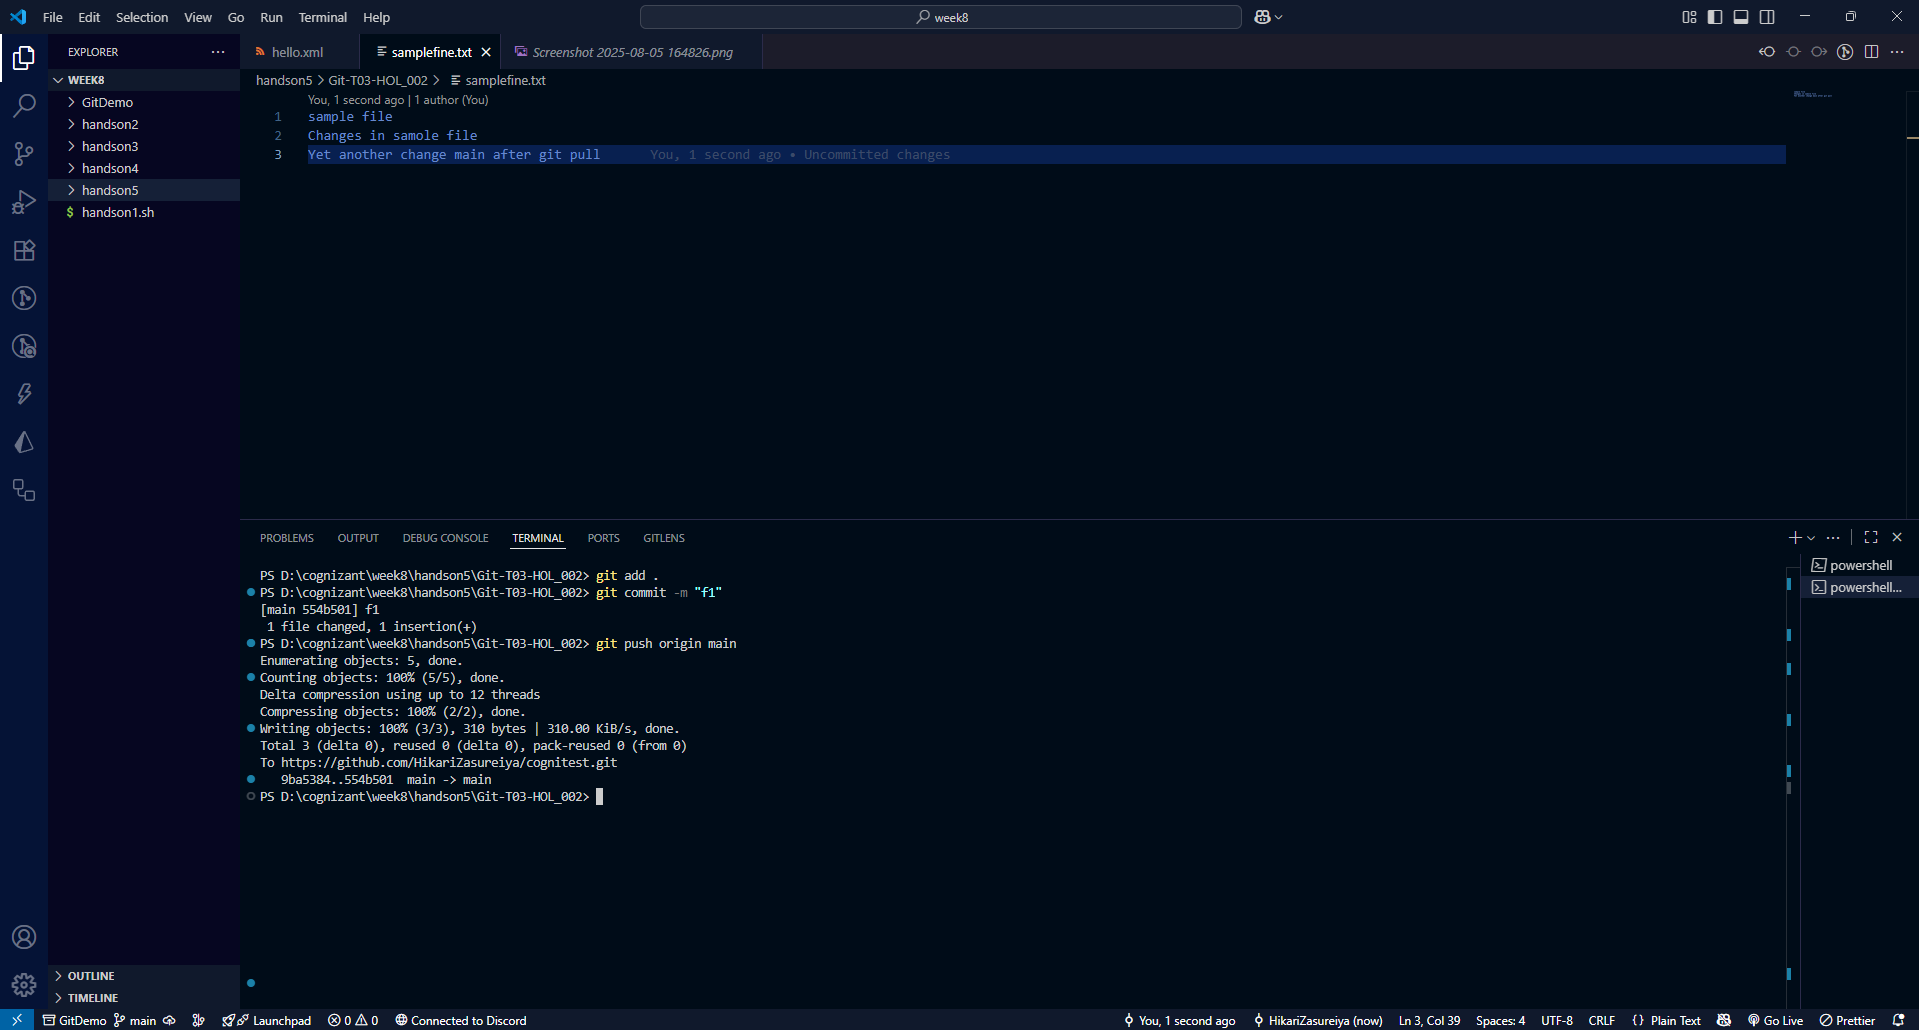 File Edit Selection View Go Run Terminal Help
week8
EXPLORER
hello.xml
samplefine.txt
Screenshot 2025-08-05 164826.png
WEEK8
GitDemo
handson2
handson3
handson4
handson5
$ handson1.sh
handson5 > Git-T03-HOL_002 > samplefine.txt
You, 1 second ago | 1 author (You)
1 sample file
2 Changes in samole file
3 Yet another change main after git pull You, 1 second ago • Uncommitted changes
PROBLEMS OUTPUT DEBUG CONSOLE TERMINAL PORTS GITLENS
powershell
powershell...
PS D:\cognizant\week8\handson5\Git-T03-HOL_002> git add .
PS D:\cognizant\week8\handson5\Git-T03-HOL_002> git commit -m "f1"
[main 554b501] f1
1 file changed, 1 insertion(+)
PS D:\cognizant\week8\handson5\Git-T03-HOL_002> git push origin main
Enumerating objects: 5, done.
Counting objects: 100% (5/5), done.
Delta compression using up to 12 threads
Compressing objects: 100% (2/2), done.
Writing objects: 100% (3/3), 310 bytes | 310.00 KiB/s, done.
Total 3 (delta 0), reused 0 (delta 0), pack-reused 0 (from 0)
To https://github.com/HikariZasureiya/cognitest.git
9ba5384..554b501  main -> main
PS D:\cognizant\week8\handson5\Git-T03-HOL_002>
OUTLINE
TIMELINE
GitDemo main Launchpad 0 0 Connected to Discord You, 1 second ago HikariZasureiya (now) Ln 3, Col 39 Spaces: 4 UTF-8 CRLF {} Plain Text Go Live Prettier